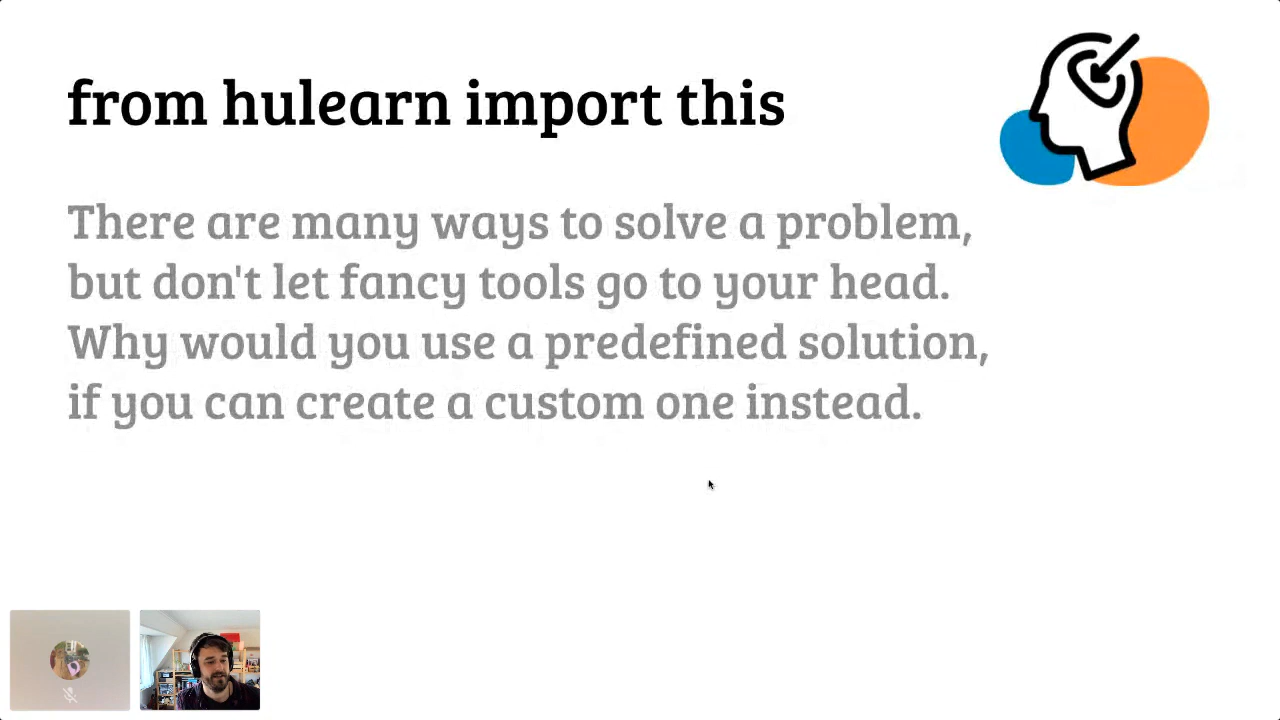 from hulearn import this
There are many ways to solve a problem,
but don't let fancy tools go to your head.
Why would you use a predefined solution,
if you can create a custom one instead.